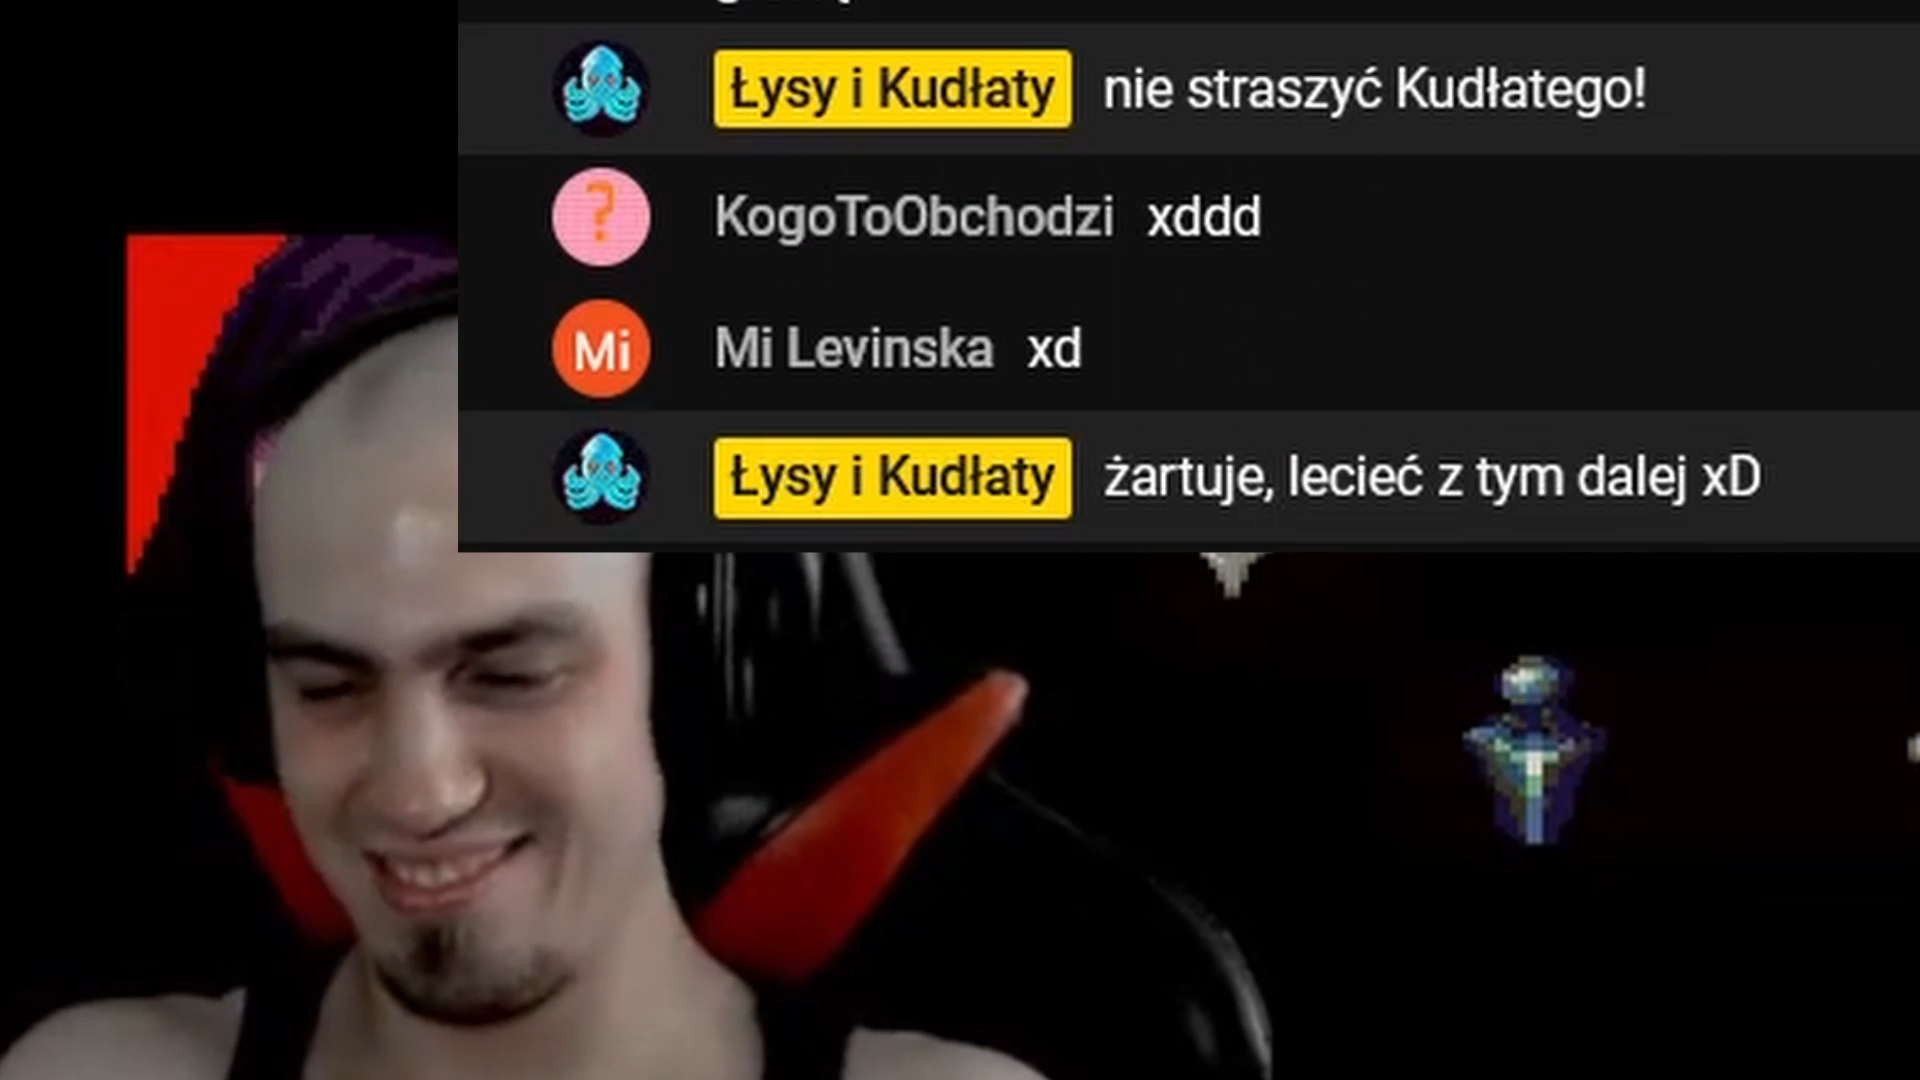 Łysy i Kudłaty nie straszyć Kudłatego!
? KogoToObchodzi xddd
Mi Mi Levinska xd
Łysy i Kudłaty żartuje, lecieć z tym dalej xD